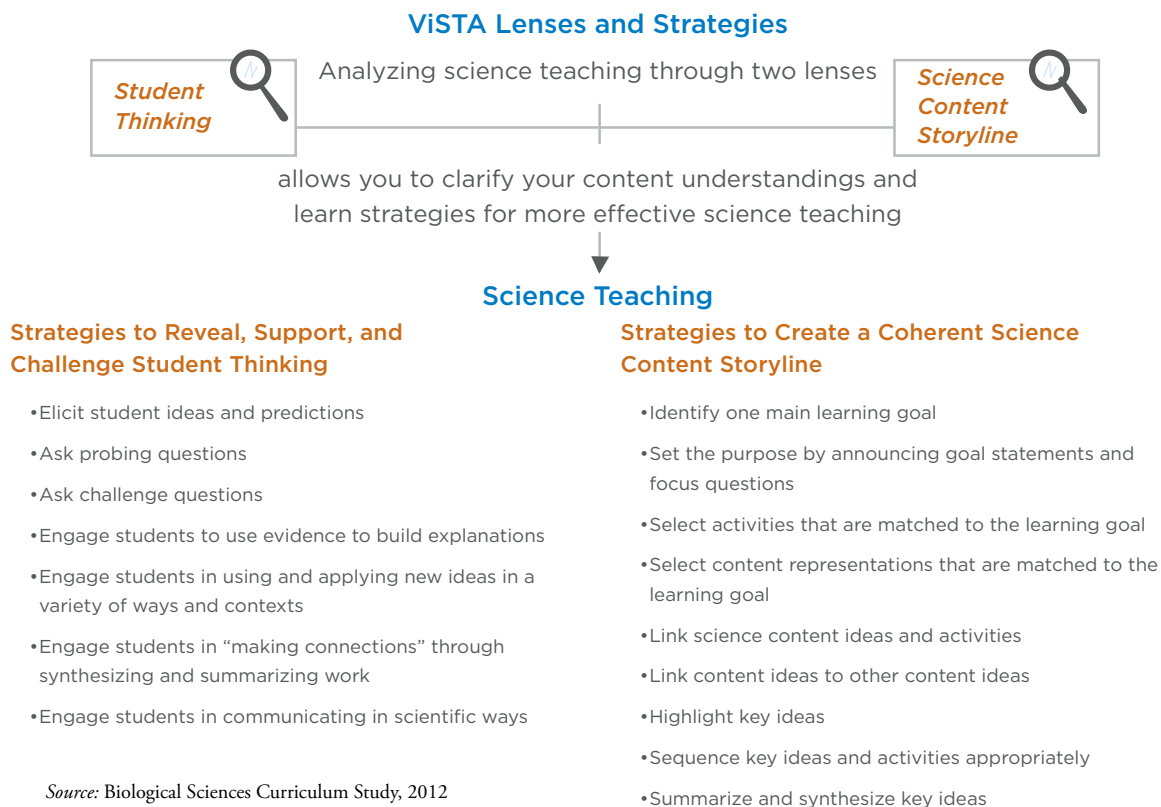 ViSTA Lenses and Strategies
Student
Thinking
Analyzing science teaching through two lenses
Science
Content
Storyline
allows you to clarify your content understandings and
learn strategies for more effective science teaching
Science Teaching
Strategies to Reveal, Support, and
Challenge Student Thinking
•Elicit student ideas and predictions
•Ask probing questions
•Ask challenge questions
•Engage students to use evidence to build explanations
•Engage students in using and applying new ideas in a
variety of ways and contexts
•Engage students in “making connections” through
synthesizing and summarizing work
•Engage students in communicating in scientific ways
Source: Biological Sciences Curriculum Study, 2012
Strategies to Create a Coherent Science
Content Storyline
•Identify one main learning goal
•Set the purpose by announcing goal statements and
focus questions
•Select activities that are matched to the learning goal
•Select content representations that are matched to the
learning goal
•Link science content ideas and activities
•Link content ideas to other content ideas
•Highlight key ideas
•Sequence key ideas and activities appropriately
•Summarize and synthesize key ideas